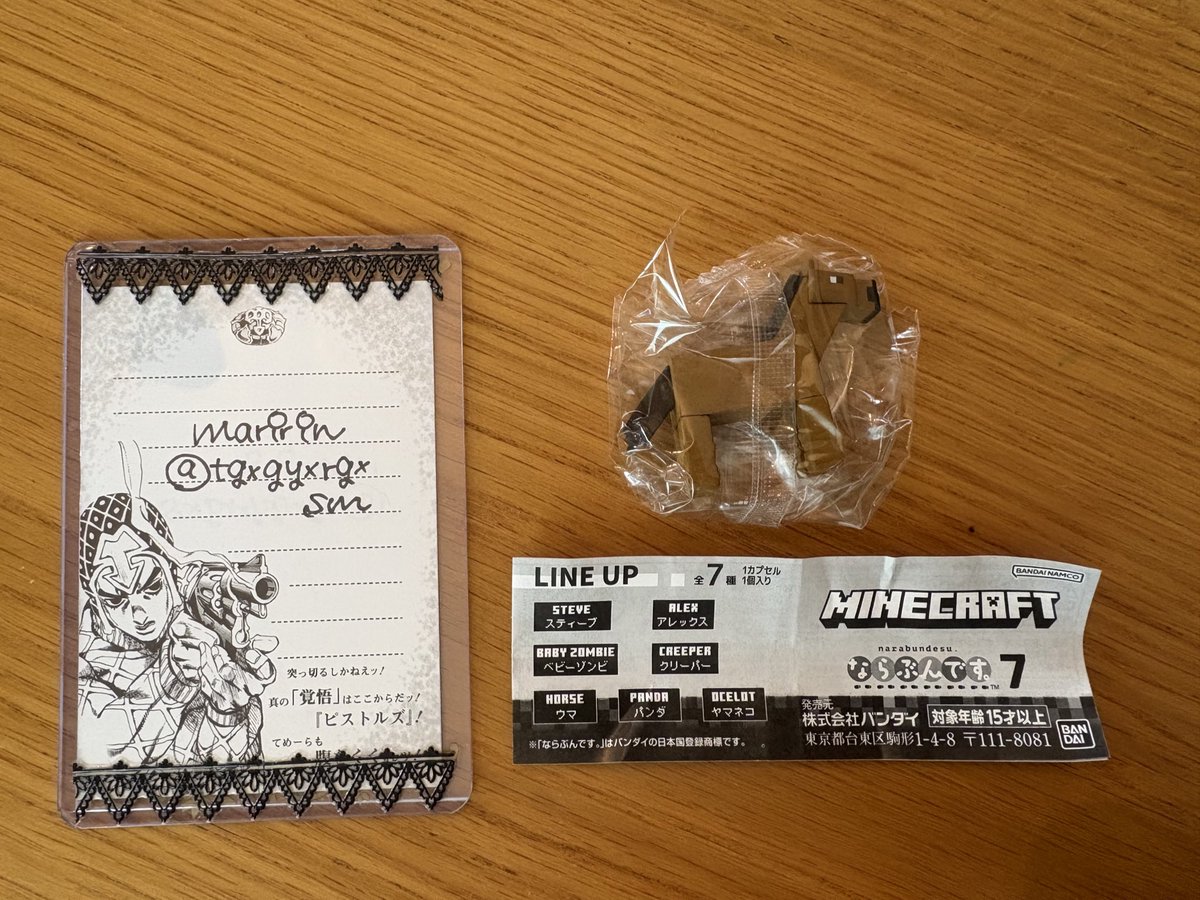 maririn
@tgxgyxrgx
sm
突っ切るしかねえッ!
真の「覚悟」はここからだッ!
『ピストルズ』!
てめーらも
LINE UP 全7種 1カプセル 1個入り
STEVE
スティーブ
ALEX
アレックス
BABY ZOMBIE
ベビーゾンビ
CREEPER
クリーパー
HORSE
ウマ
PANDA
パンダ
OCELOT
ヤマネコ
※「ならぶんです。」はバンダイの日本国登録商標です。
BANDAI NAMCO
MINECRAFT
narabundesu.
ならぶんです。™ 7
発売元
株式会社バンダイ 対象年齢15才以上
東京都台東区駒形1-4-8 〒111-8081
BANDAI